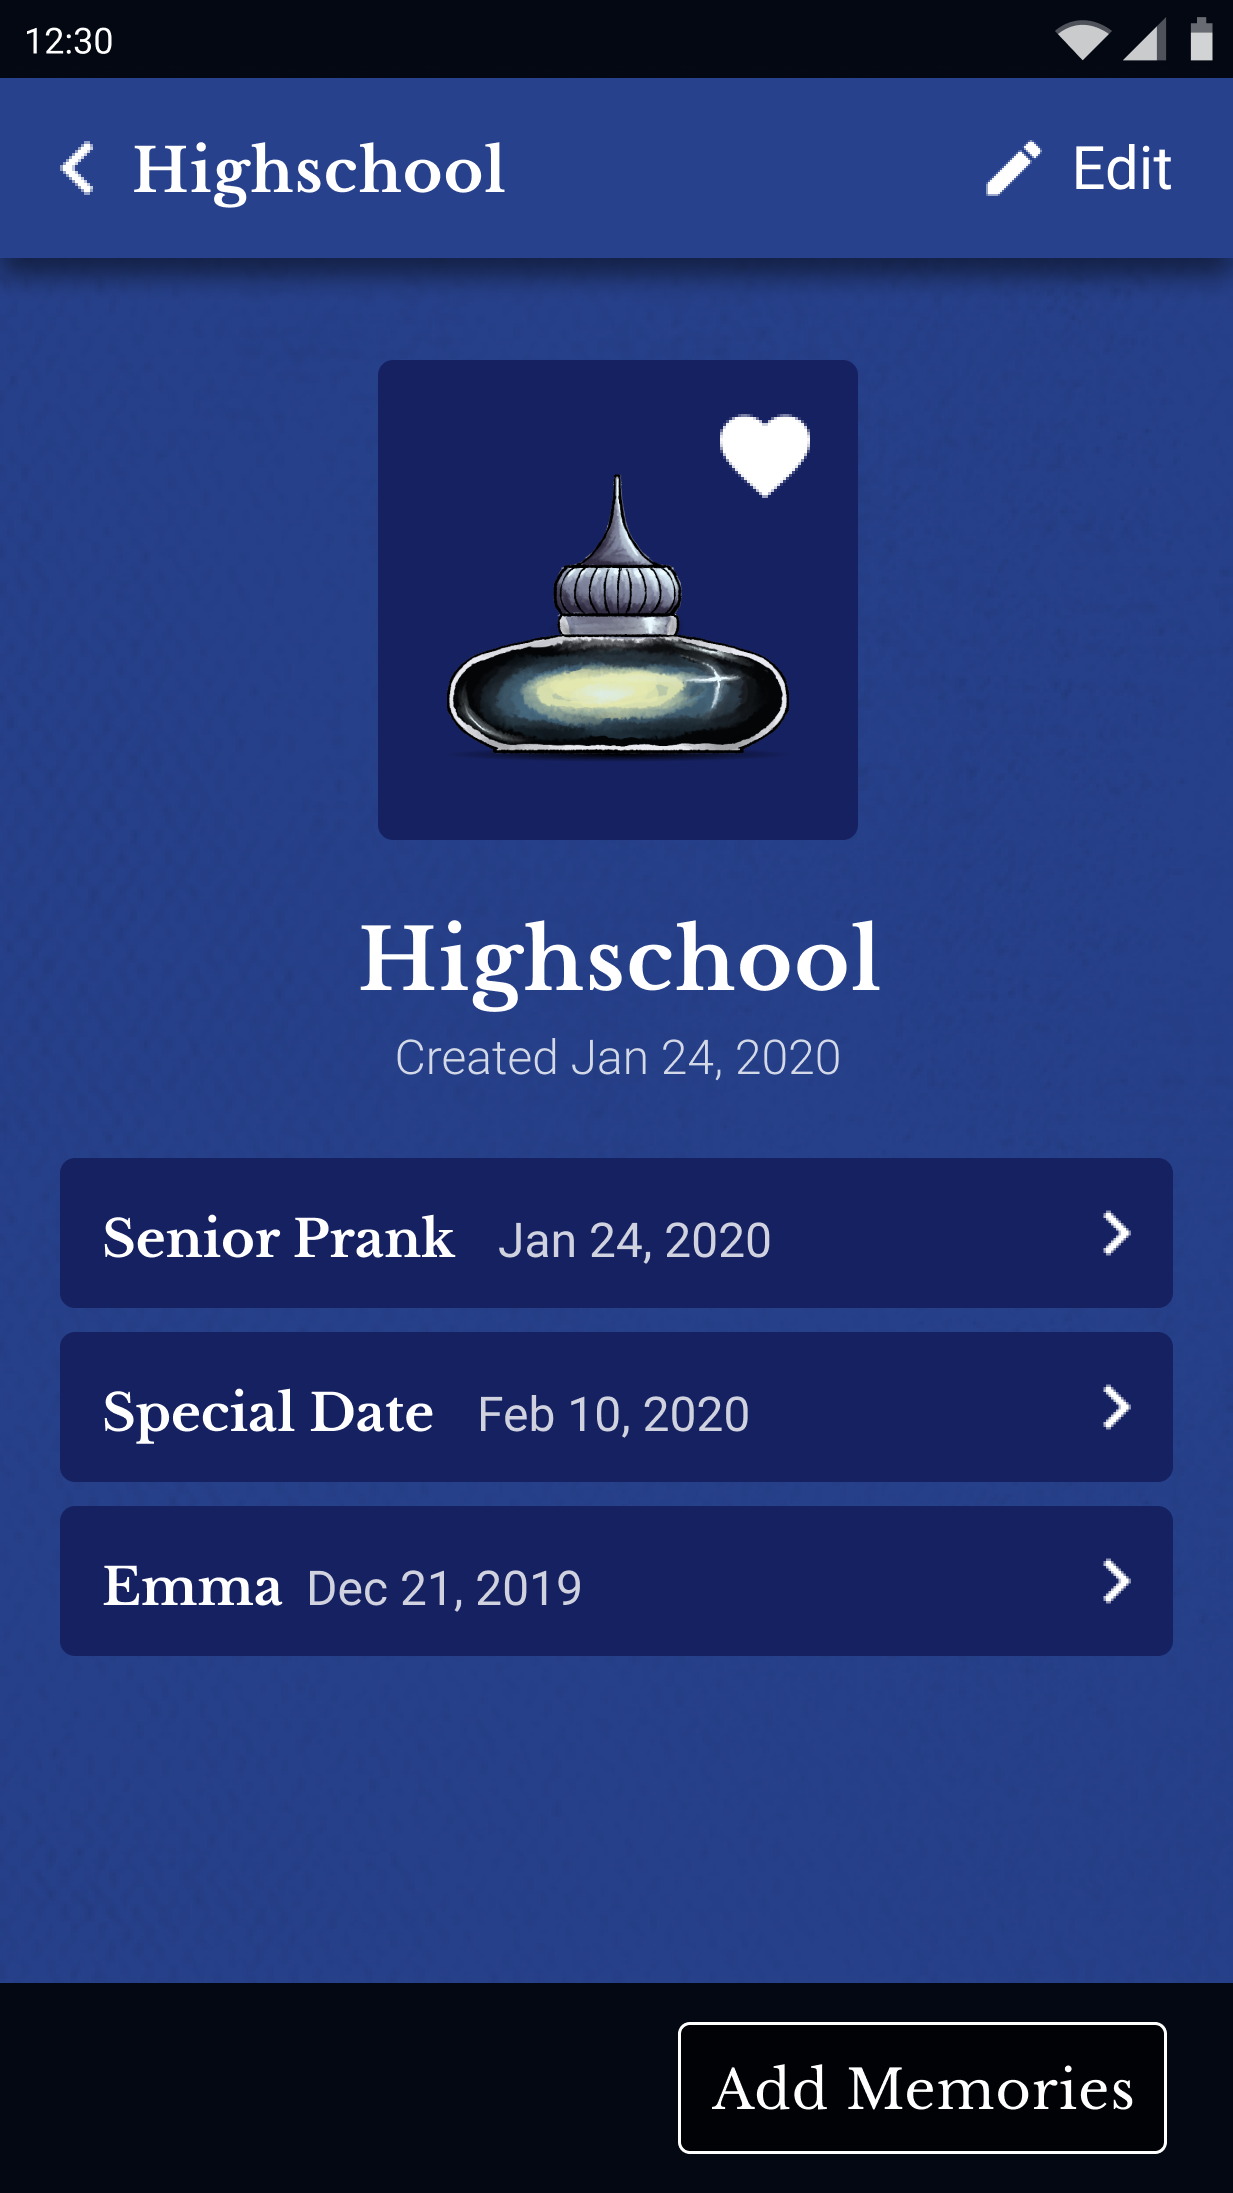 12:30
Highschool
Edit
Highschool
Created Jan 24, 2020
Senior Prank Jan 24, 2020
Special Date Feb 10, 2020
Emma Dec 21, 2019
Add Memories